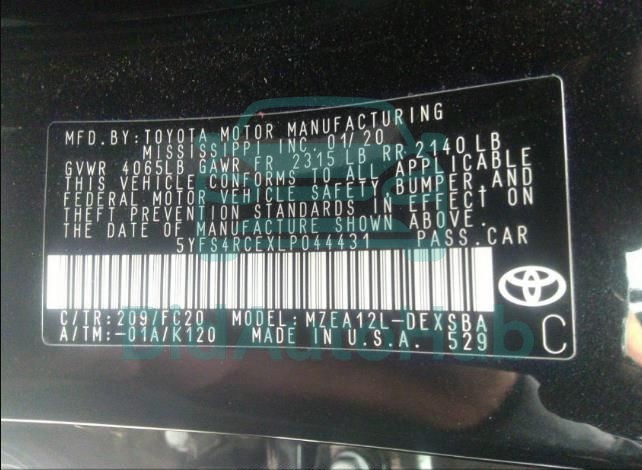 MFD.BY:TOYOTA MOTOR MANUFACTURING
MISSISSIPPI INC. 01/20
GVWR 4065LB GAWR FR 2315 LB RR 2140 LB
THIS VEHICLE CONFORMS TO ALL APPLICABLE
FEDERAL MOTOR VEHICLE SAFETY, BUMPER,AND
THEFT PREVENTION STANDARDS IN EFFECT ON
THE DATE OF MANUFACTURE SHOWN ABOVE.
5YFS4RCEXLP044431 PASS.CAR
C/TR:209/FC20 MODEL:MZEA12L-DEXSBA
A/TM:-01A/K120 MADE IN U.S.A. 529
C
BidAutoHub